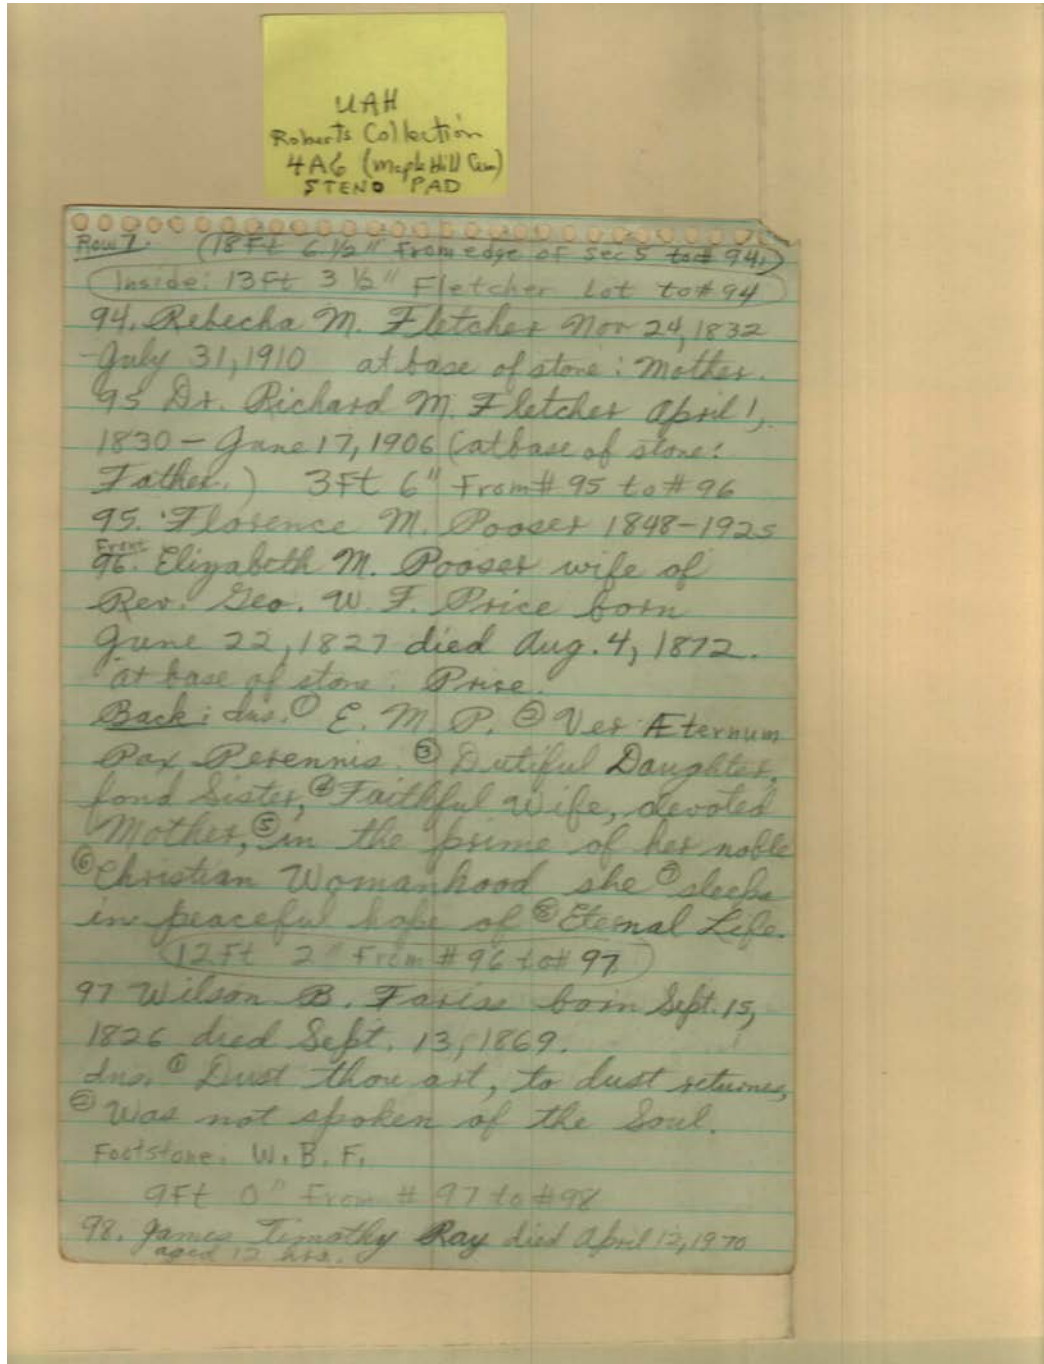 UAH
Roberts Collection
4A6 (Maple Hill Cem)
STENO PAD
Row 7. (18Ft 6 1/2" From edge of Sec 5 to # 94.)
Inside: 13Ft 3 1/2" Fletcher Lot to # 94
94. Rebecha M. Fletcher Nov 24, 1832
- July 31, 1910 at base of stone: Mother.
95 Dr. Richard M. Fletcher April 1,
1830 - June 17, 1906 (at base of stone:
Father.) 3Ft 6" From # 95 to # 96
95. Florence M. Pooser 1848-1925
Front
96. Elizabeth M. Pooser wife of
Rev. Geo. W. F. Price born
June 22, 1827 died Aug. 4, 1872.
at base of stone: Price.
Back: Ins. ① E. M. P. ② Ver Æternum
Pax Perennis. ③ Dutiful Daughter,
fond Sister, ④ Faithful Wife, devoted
Mother, ⑤ in the prime of her noble
⑥ Christian Womanhood she ⑦ sleeps
in peaceful hope of ⑧ Eternal Life.
12Ft 2" From # 96 to # 97
97 Wilson B. Fariss born Sept. 15,
1826 died Sept. 13, 1869.
Ins. ① Dust thou art, to dust returnes,
② Was not spoken of the Soul.
Footstone: W. B. F.
9Ft 0" From # 97 to #98
98. James Timothy Ray died April 12, 1970
aged 12 hrs.